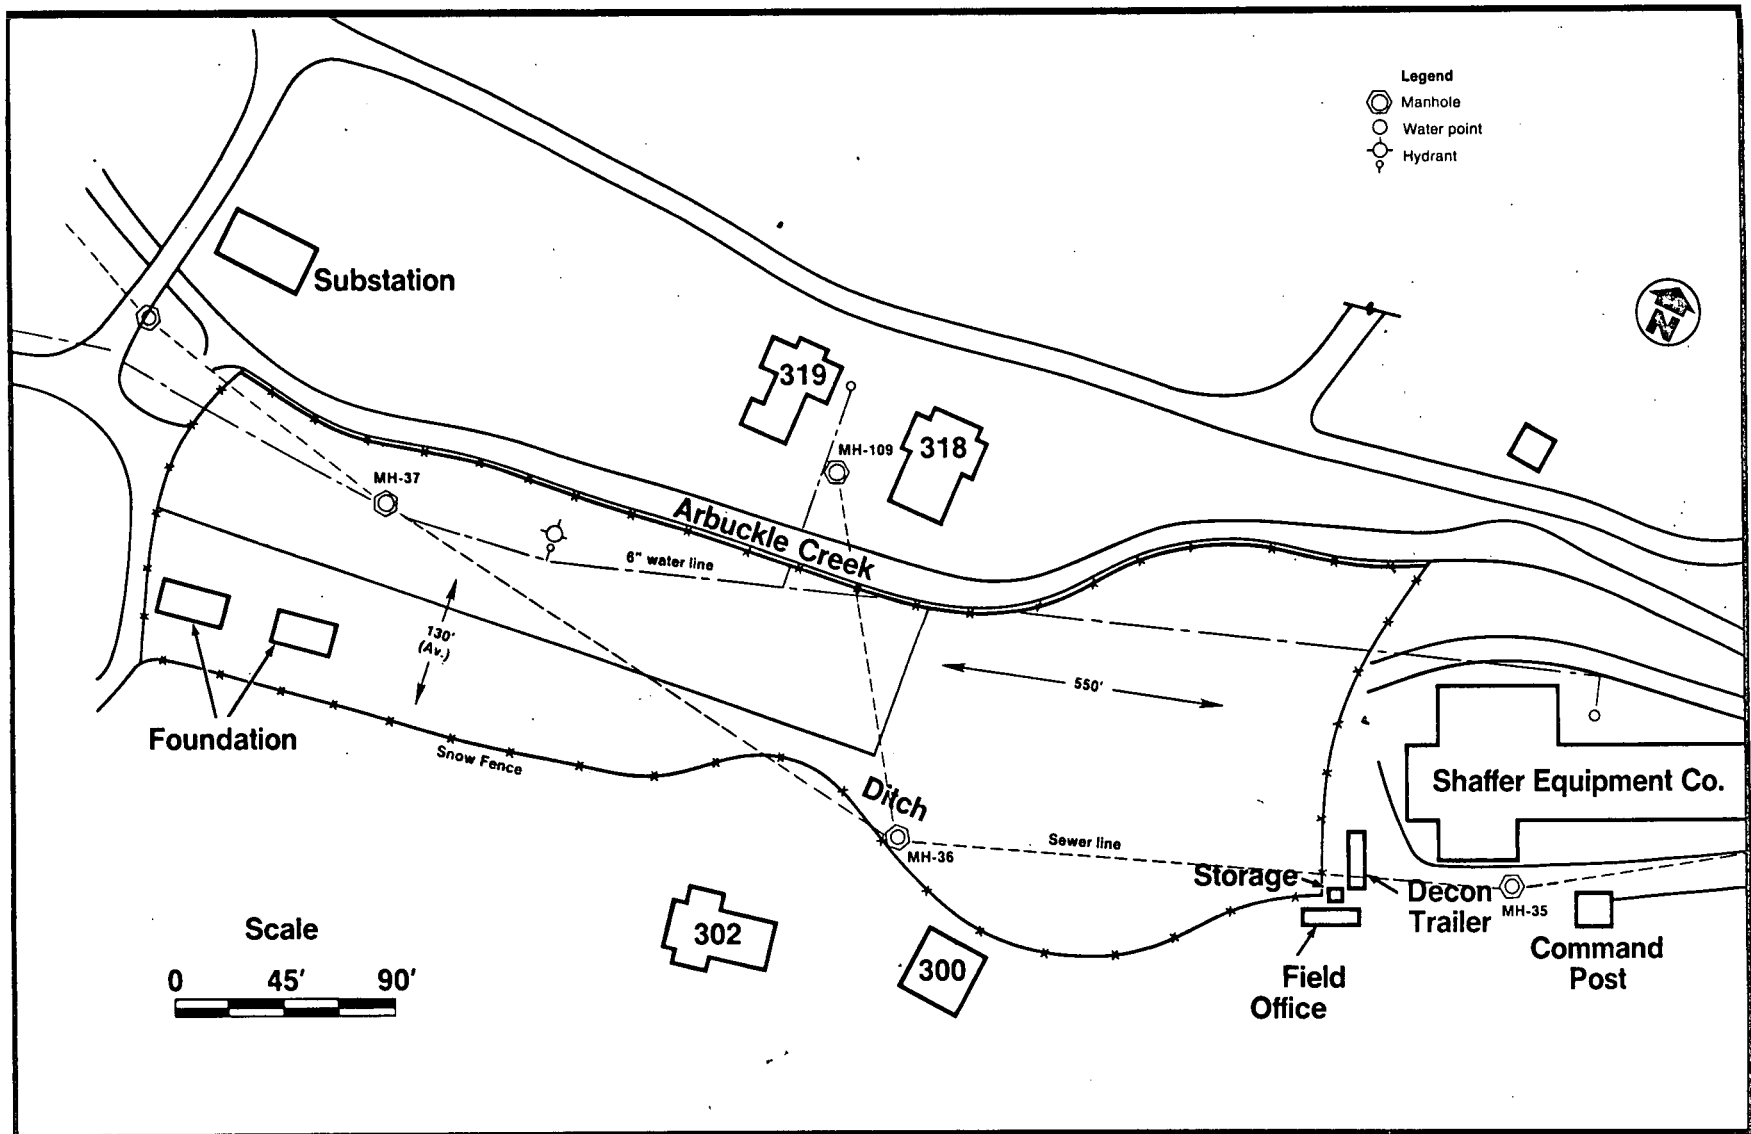 Legend
Manhole
Water point
Hydrant
N
Substation
319
318
MH-109
MH-37
Arbuckle Creek
6" water line
130'
(Av.)
550'
Foundation
Snow Fence
Shaffer Equipment Co.
Ditch
MH-36
Sewer line
Storage
Decon
Trailer
MH-35
Command
Post
Field
Office
302
300
Scale
0 45' 90'